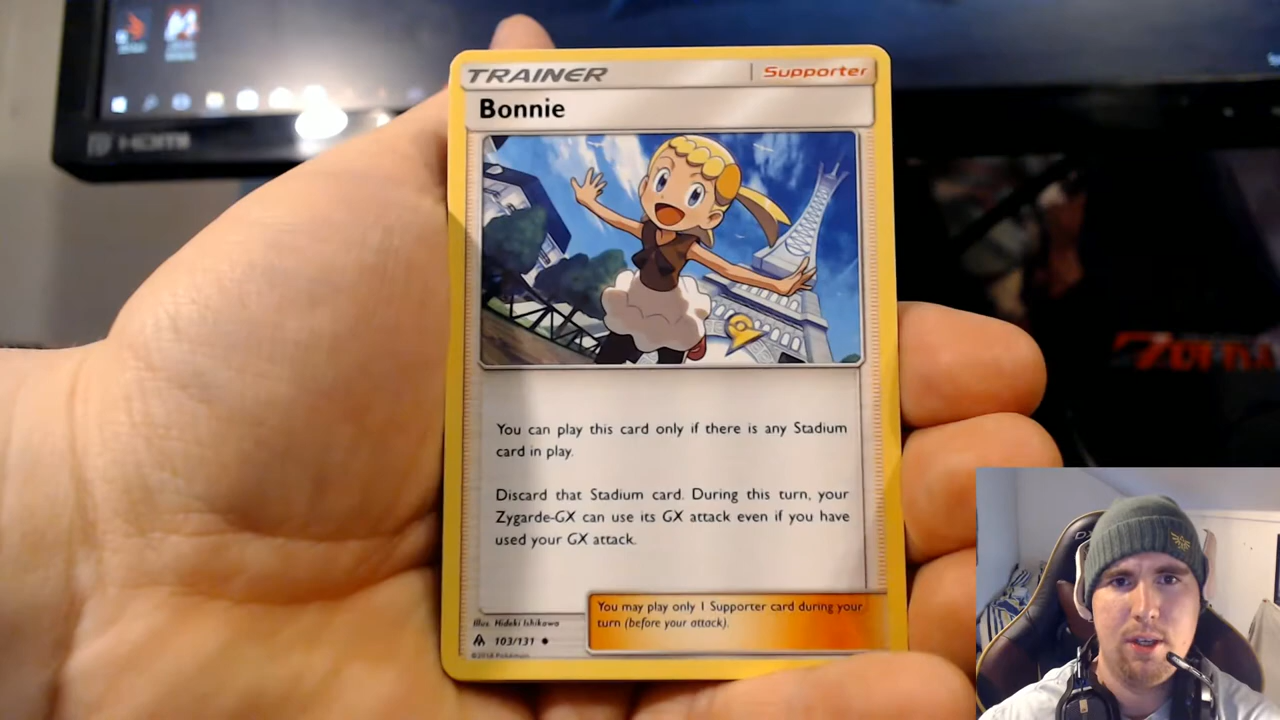 HDMI
TRAINER
Supporter
Bonnie
You can play this card only if there is any Stadium
card in play.
Discard that Stadium card. During this turn, your
Zygarde-GX can use its GX attack even if you have
used your GX attack.
You may play only 1 Supporter card during your
turn (before your attack).
Illus. Hideki Ishikawa
103/131
©2018 Pokémon